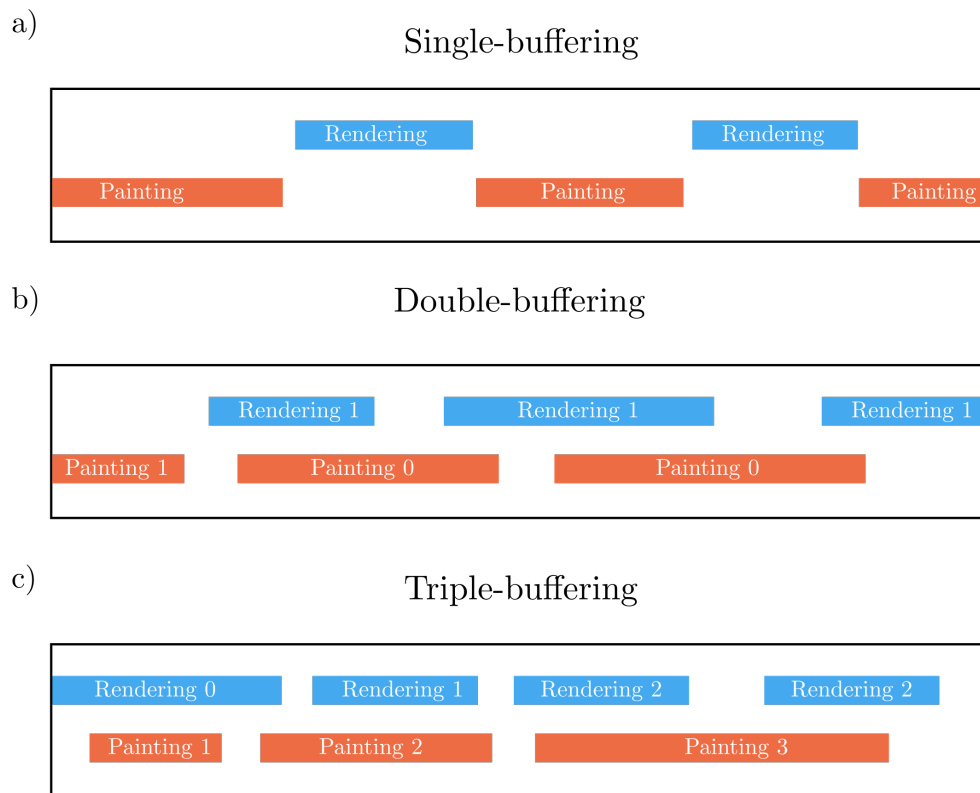 a)
Single-buffering
Rendering Rendering
Painting Painting Painting
b)
Double-buffering
Rendering 1 Rendering 1 Rendering 1
Painting 1 Painting 0 Painting 0
c)
Triple-buffering
Rendering 0 Rendering 1 Rendering 2 Rendering 2
Painting 1 Painting 2 Painting 3